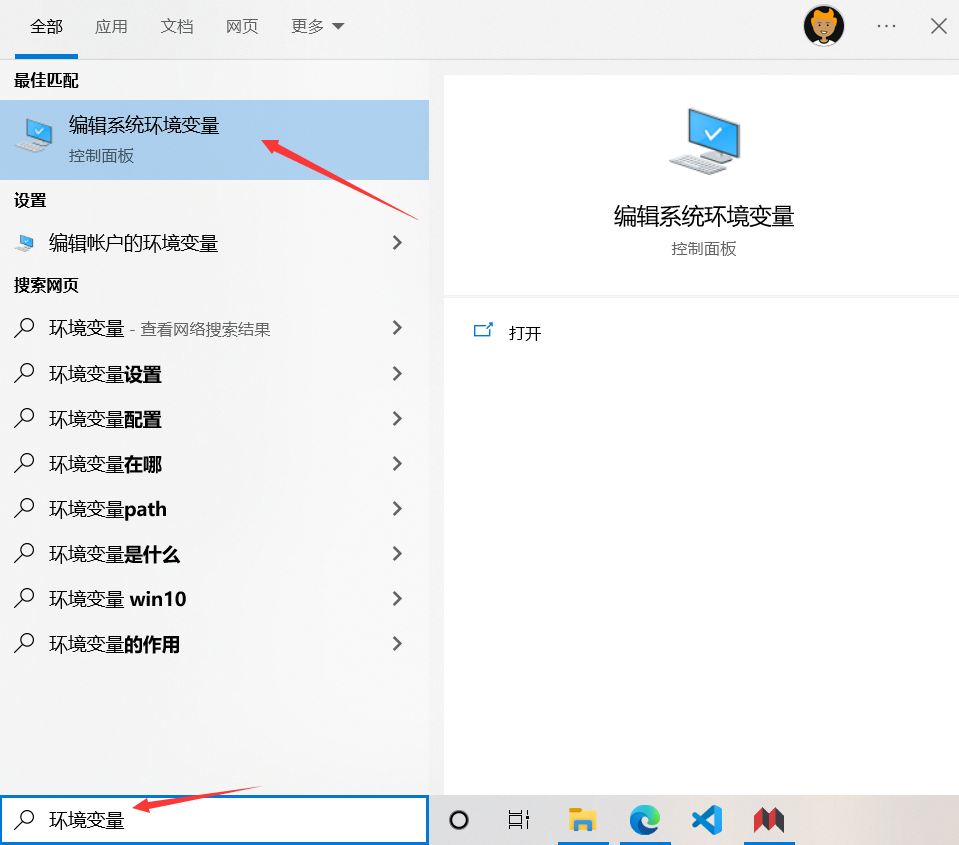 全部 应用 文档 网页 更多
最佳匹配
编辑系统环境变量
控制面板
设置
编辑帐户的环境变量
搜索网页
环境变量 - 查看网络搜索结果
环境变量设置
环境变量配置
环境变量在哪
环境变量path
环境变量是什么
环境变量 win10
环境变量的作用
编辑系统环境变量
控制面板
打开
环境变量